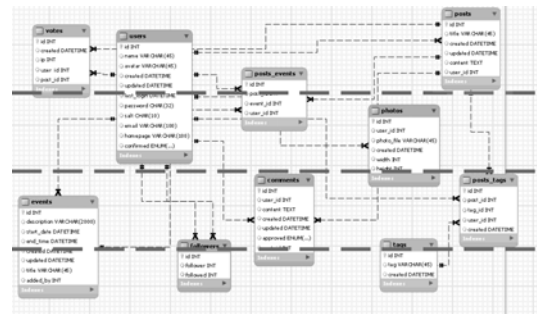 votes
id INT
created DATETIME
ip INT
user_id INT
post_id INT
Indexes
users
id INT
name VARCHAR(45)
avatar VARCHAR(45)
created DATETIME
updated DATETIME
last_login DATETIME
password CHAR(32)
salt CHAR(10)
email VARCHAR(100)
homepage VARCHAR(100)
confirmed ENUM(...)
Indexes
posts_events
id INT
event_id INT
user_id INT
Indexes
posts
id INT
title VARCHAR(45)
created DATETIME
updated DATETIME
content TEXT
user_id INT
Indexes
photos
id INT
user_id INT
photo_file VARCHAR(45)
created DATETIME
width INT
height INT
events
id INT
description VARCHAR(2000)
start_date DATETIME
end_time DATETIME
created DATETIME
updated DATETIME
title VARCHAR(45)
added_by INT
Indexes
followers
id INT
follower INT
followed INT
Indexes
comments
id INT
user_id INT
content TEXT
created DATETIME
updated DATETIME
approved ENUM(...)
Indexes
posts_tags
id INT
post_id INT
tag_id INT
user_id INT
created DATETIME
Indexes
tags
id INT
tag VARCHAR(45)
created DATETIME
Indexes